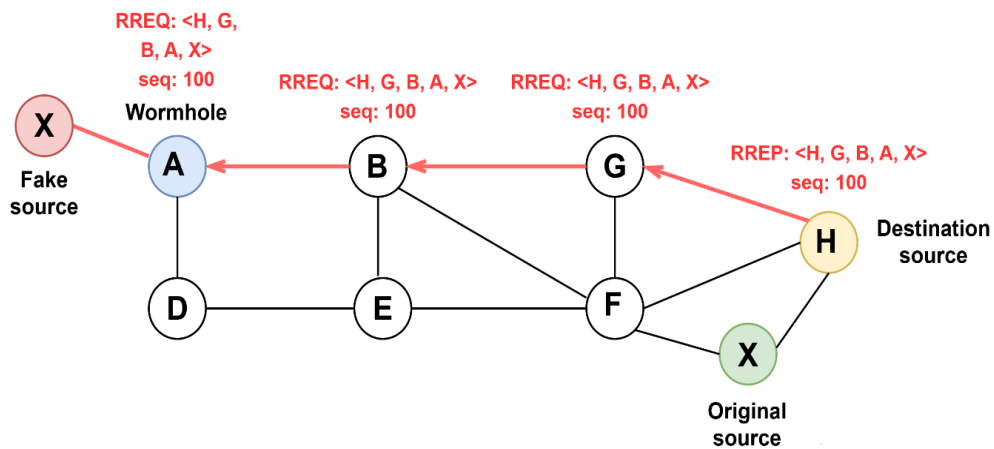 RREQ: <H, G,
B, A, X>
seq: 100
Wormhole
RREQ: <H, G, B, A, X>
seq: 100
RREQ: <H, G, B, A, X>
seq: 100
RREP: <H, G, B, A, X>
seq: 100
X
Fake
source
A
B
G
H
Destination
source
D
E
F
X
Original
source